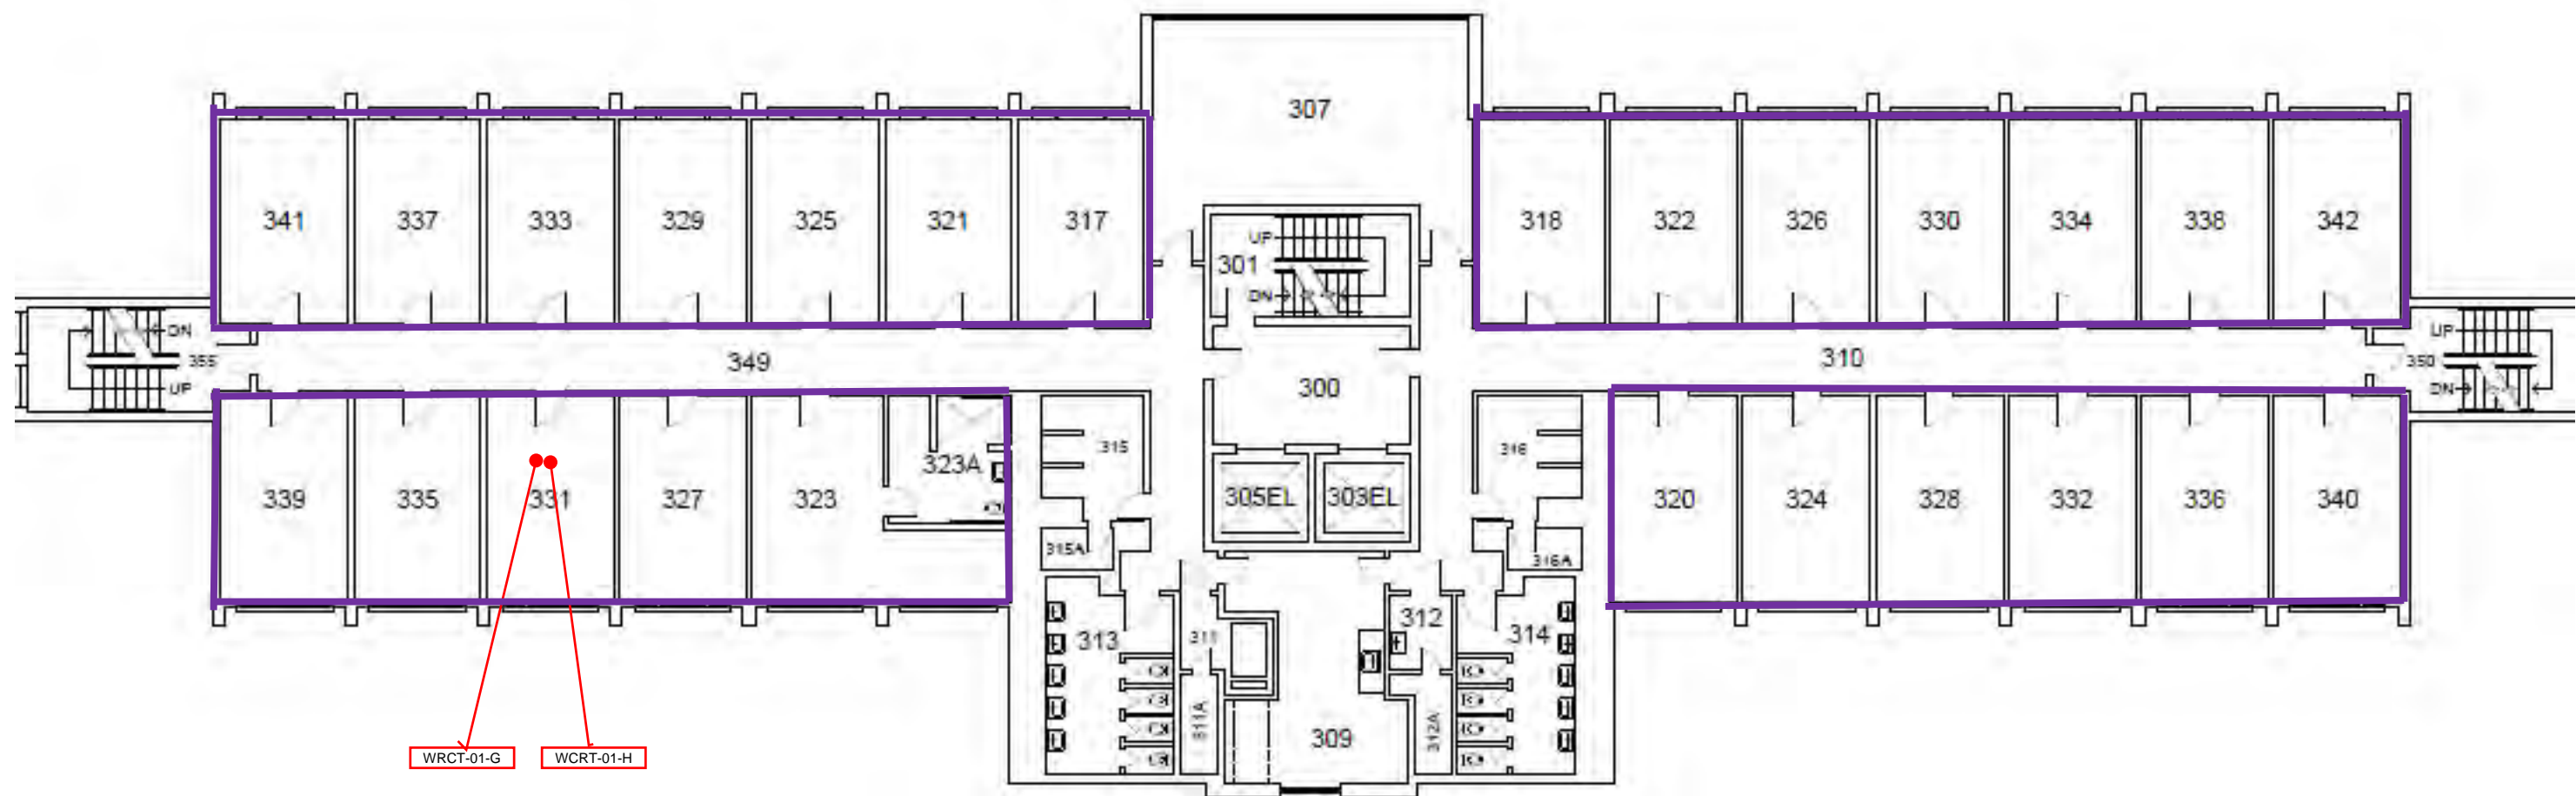 307
341 337 333 329 325 321 317
318 322 326 330 334 338 342
UP
301
DN
DN
355
UP
349
310
UP
350
DN
300
323A
315
316
339 335 331 327 323
305EL 303EL
320 324 328 332 336 340
315A
316A
313
311
312
314
311A
309
312A
WRCT-01-G
WCRT-01-H